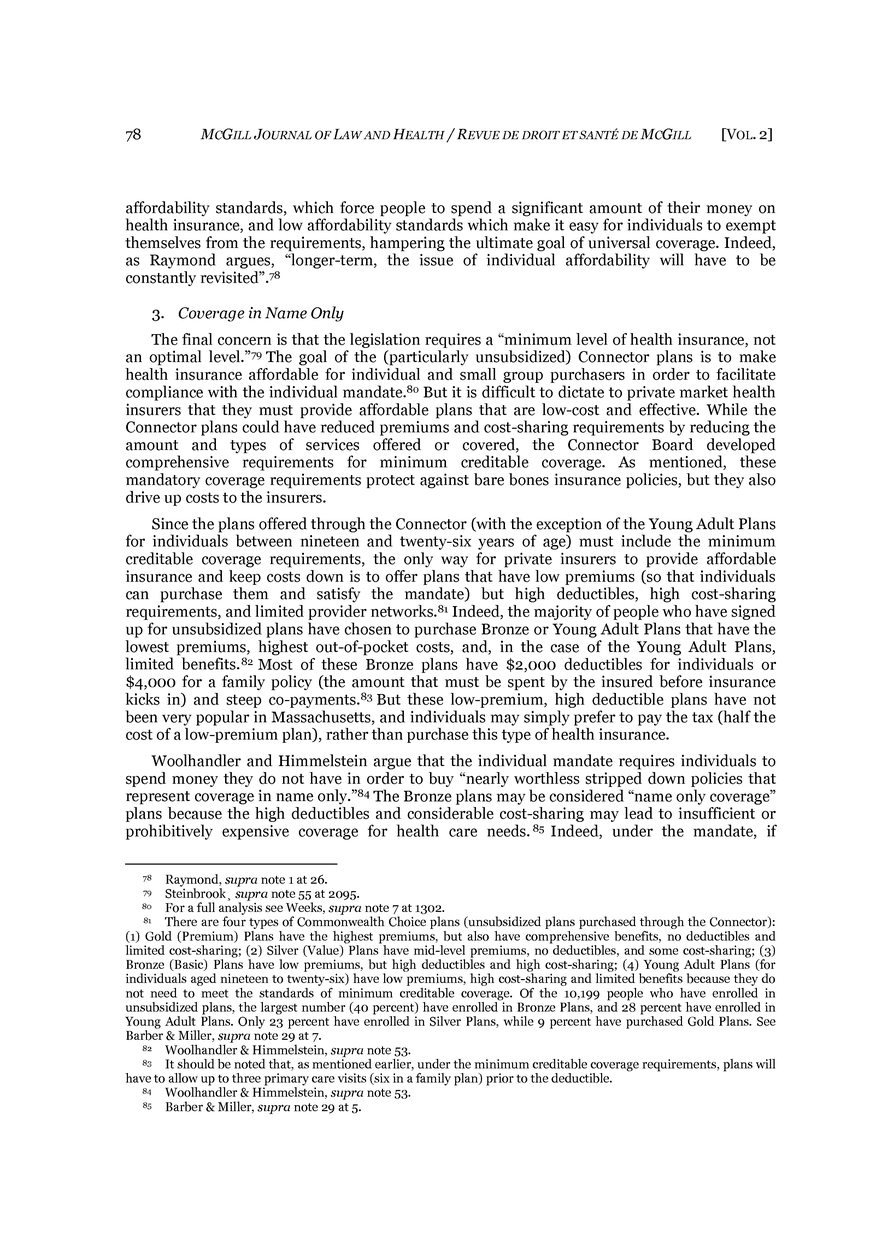 78 MCGILL JOURNAL OF LAW AND HEALTH / REVUE DE DROIT ET SANTÉ DE MCGILL [VOL. 2]
affordability standards, which force people to spend a significant amount of their money on
health insurance, and low affordability standards which make it easy for individuals to exempt
themselves from the requirements, hampering the ultimate goal of universal coverage. Indeed,
as Raymond argues, “longer-term, the issue of individual affordability will have to be
constantly revisited”.78
3. Coverage in Name Only
The final concern is that the legislation requires a “minimum level of health insurance, not
an optimal level.”79 The goal of the (particularly unsubsidized) Connector plans is to make
health insurance affordable for individual and small group purchasers in order to facilitate
compliance with the individual mandate.80 But it is difficult to dictate to private market health
insurers that they must provide affordable plans that are low-cost and effective. While the
Connector plans could have reduced premiums and cost-sharing requirements by reducing the
amount and types of services offered or covered, the Connector Board developed
comprehensive requirements for minimum creditable coverage. As mentioned, these
mandatory coverage requirements protect against bare bones insurance policies, but they also
drive up costs to the insurers.
Since the plans offered through the Connector (with the exception of the Young Adult Plans
for individuals between nineteen and twenty-six years of age) must include the minimum
creditable coverage requirements, the only way for private insurers to provide affordable
insurance and keep costs down is to offer plans that have low premiums (so that individuals
can purchase them and satisfy the mandate) but high deductibles, high cost-sharing
requirements, and limited provider networks.81 Indeed, the majority of people who have signed
up for unsubsidized plans have chosen to purchase Bronze or Young Adult Plans that have the
lowest premiums, highest out-of-pocket costs, and, in the case of the Young Adult Plans,
limited benefits.82 Most of these Bronze plans have $2,000 deductibles for individuals or
$4,000 for a family policy (the amount that must be spent by the insured before insurance
kicks in) and steep co-payments.83 But these low-premium, high deductible plans have not
been very popular in Massachusetts, and individuals may simply prefer to pay the tax (half the
cost of a low-premium plan), rather than purchase this type of health insurance.
Woolhandler and Himmelstein argue that the individual mandate requires individuals to
spend money they do not have in order to buy “nearly worthless stripped down policies that
represent coverage in name only.”84 The Bronze plans may be considered “name only coverage”
plans because the high deductibles and considerable cost-sharing may lead to insufficient or
prohibitively expensive coverage for health care needs. 85 Indeed, under the mandate, if
78 Raymond, supra note 1 at 26.
79 Steinbrook¸ supra note 55 at 2095.
80 For a full analysis see Weeks, supra note 7 at 1302.
81 There are four types of Commonwealth Choice plans (unsubsidized plans purchased through the Connector):
(1) Gold (Premium) Plans have the highest premiums, but also have comprehensive benefits, no deductibles and
limited cost-sharing; (2) Silver (Value) Plans have mid-level premiums, no deductibles, and some cost-sharing; (3)
Bronze (Basic) Plans have low premiums, but high deductibles and high cost-sharing; (4) Young Adult Plans (for
individuals aged nineteen to twenty-six) have low premiums, high cost-sharing and limited benefits because they do
not need to meet the standards of minimum creditable coverage. Of the 10,199 people who have enrolled in
unsubsidized plans, the largest number (40 percent) have enrolled in Bronze Plans, and 28 percent have enrolled in
Young Adult Plans. Only 23 percent have enrolled in Silver Plans, while 9 percent have purchased Gold Plans. See
Barber & Miller, supra note 29 at 7.
82 Woolhandler & Himmelstein, supra note 53.
83 It should be noted that, as mentioned earlier, under the minimum creditable coverage requirements, plans will
have to allow up to three primary care visits (six in a family plan) prior to the deductible.
84 Woolhandler & Himmelstein, supra note 53.
85 Barber & Miller, supra note 29 at 5.